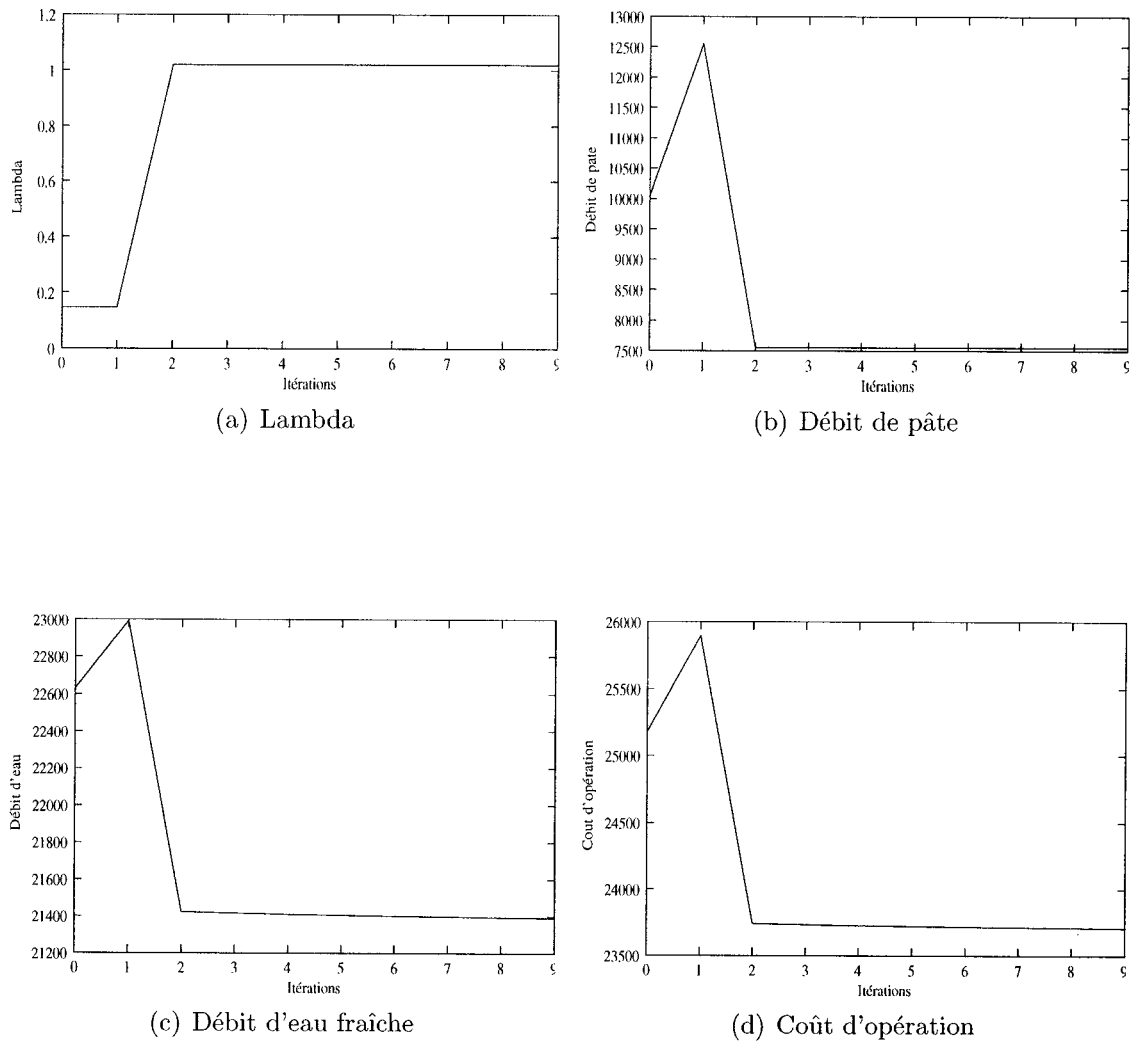 1.2
1
0.8
0.6
0.4
0.2
0
Lambda
0 1 2 3 4 5 6 7 8 9
Itérations
(a) Lambda
13000
12500
12000
11500
11000
10500
10000
9500
9000
8500
8000
7500
Débit de pate
0 1 2 3 4 5 6 7 8 9
Itérations
(b) Débit de pâte
23000
22800
22600
22400
22200
22000
21800
21600
21400
21200
Débit d'eau
0 1 2 3 4 5 6 7 8 9
Itérations
(c) Débit d'eau fraîche
26000
25500
25000
24500
24000
23500
Cout d'opération
0 1 2 3 4 5 6 7 8 9
Itérations
(d) Coût d'opération